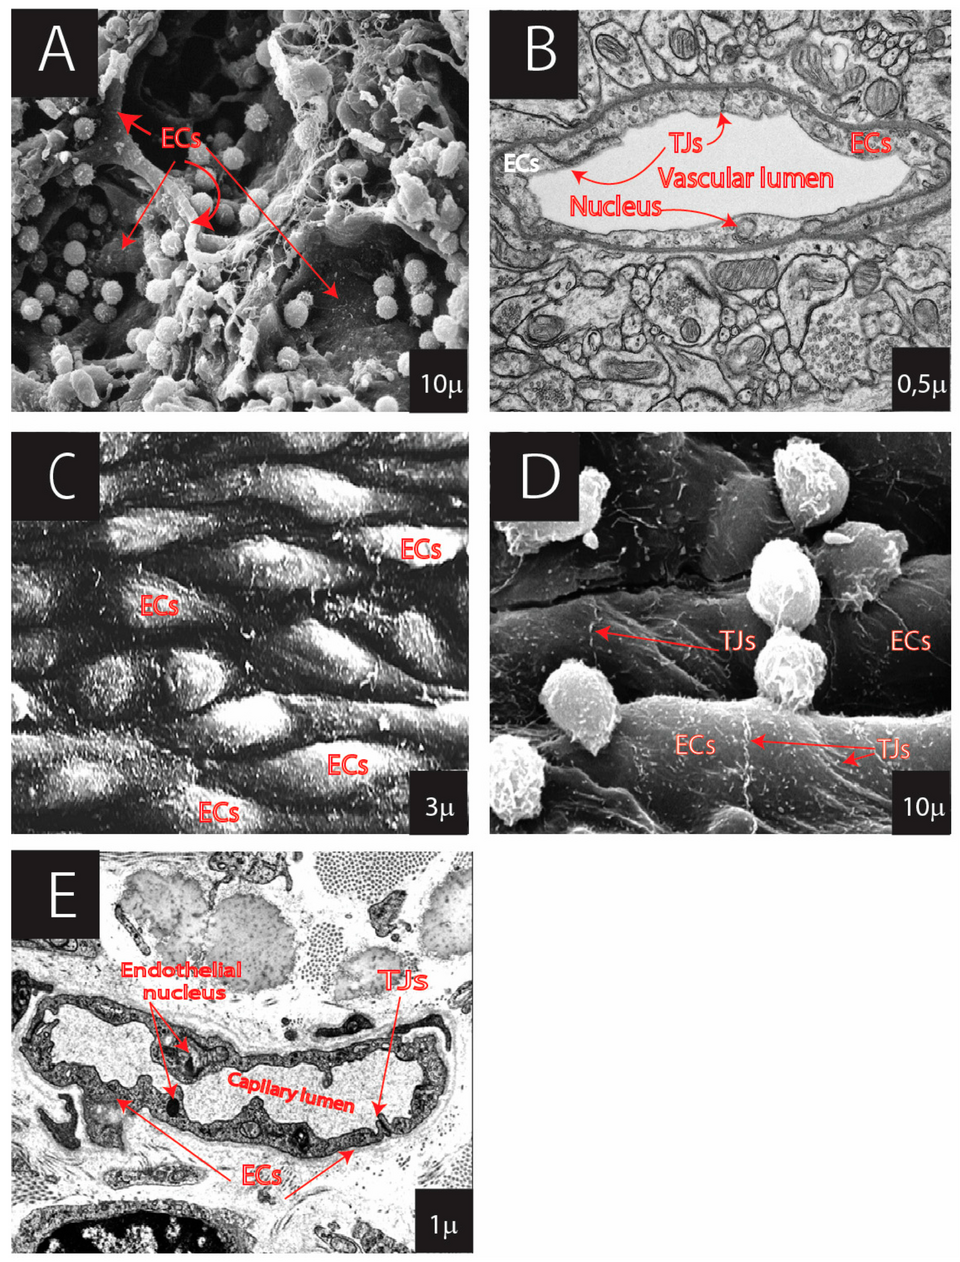 A
ECs
10μ
B
ECs
TJs
ECs
Vascular lumen
Nucleus
0,5μ
C
ECs
ECs
ECs
ECs
3μ
D
TJs
ECs
ECs
TJs
10μ
E
Endothelial
nucleus
TJs
Capilary lumen
ECs
1μ